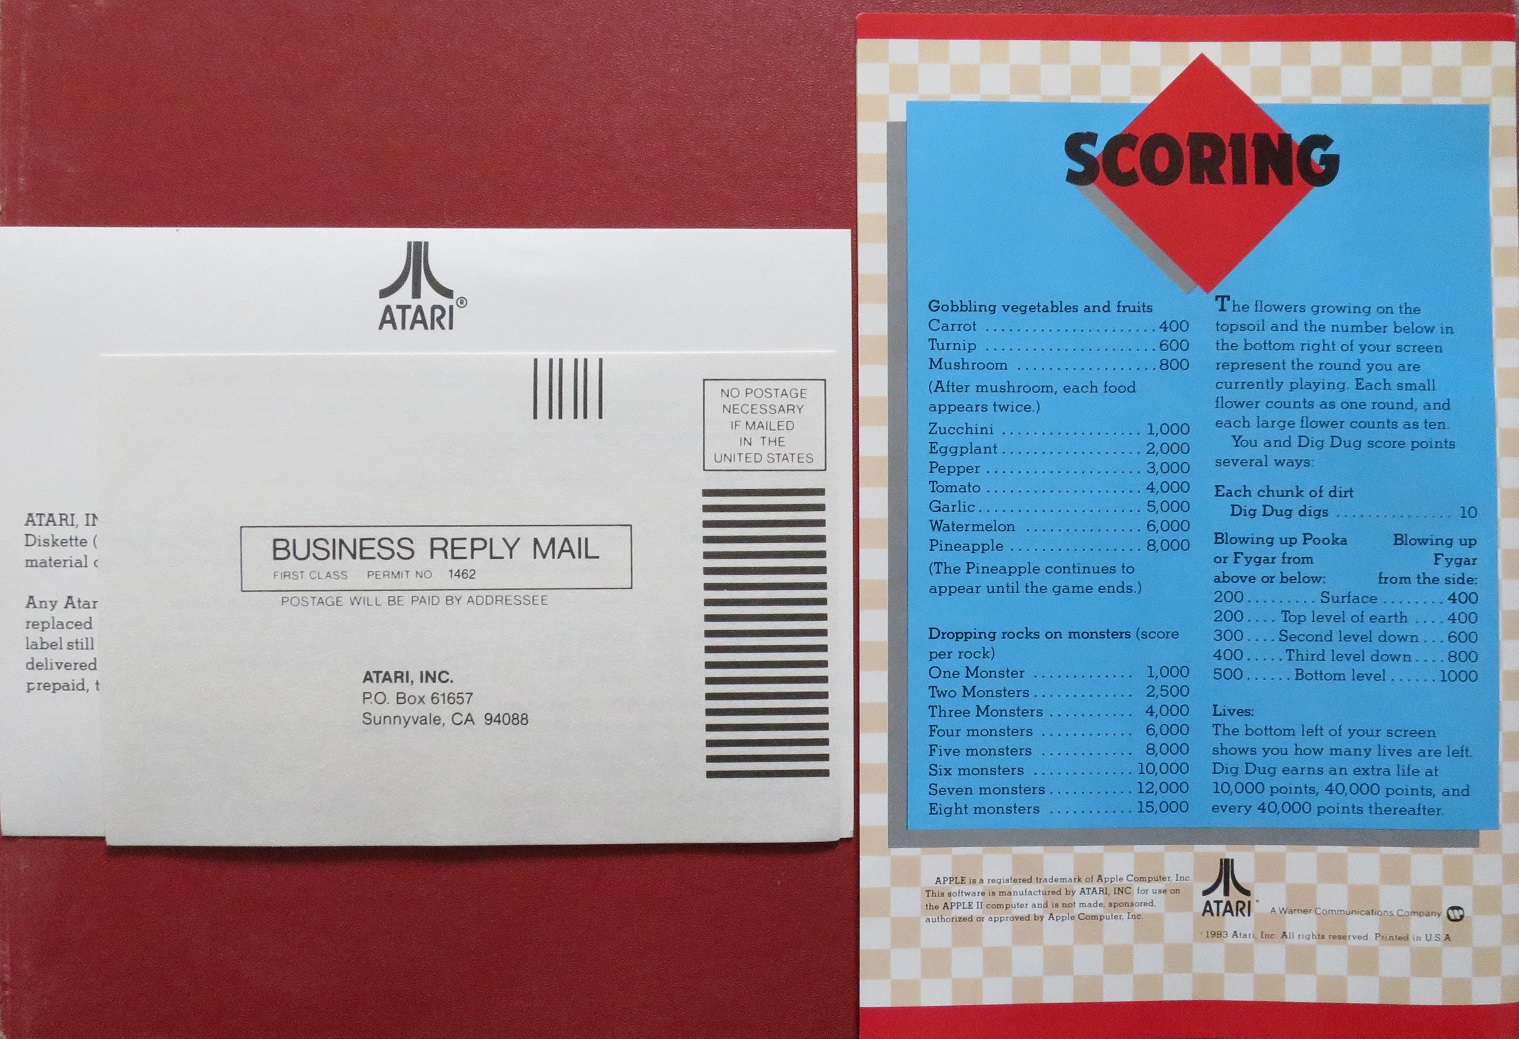 ATARI®
ATARI,
Diskette (
material
Any Atar
replaced
label still
delivered
prepaid,
NO POSTAGE
NECESSARY
IF MAILED
IN THE
UNITED STATES
BUSINESS REPLY MAIL
FIRST CLASS PERMIT NO 1462
POSTAGE WILL BE PAID BY ADDRESSEE
ATARI, INC.
P.O. Box 61657
Sunnyvale, CA 94088
SCORING
Gobbling vegetables and fruits
Carrot ...................... 400
Turnip ...................... 600
Mushroom .................. 800
(After mushroom, each food
appears twice.)
Zucchini .................. 1,000
Eggplant .................. 2,000
Pepper .................... 3,000
Tomato .................... 4,000
Garlic ..................... 5,000
Watermelon ................ 6,000
Pineapple ................. 8,000
(The Pineapple continues to
appear until the game ends.)
Dropping rocks on monsters (score
per rock)
One Monster ............. 1,000
Two Monsters ............. 2,500
Three Monsters ........... 4,000
Four monsters ............ 6,000
Five monsters ............ 8,000
Six monsters ............. 10,000
Seven monsters ........... 12,000
Eight monsters ........... 15,000
The flowers growing on the
topsoil and the number below in
the bottom right of your screen
represent the round you are
currently playing. Each small
flower counts as one round, and
each large flower counts as ten.
You and Dig Dug score points
several ways:
Each chunk of dirt
Dig Dug digs ............... 10
Blowing up Pooka Blowing up
or Fygar from Fygar
above or below: from the side:
200 ......... Surface ........ 400
200 .... Top level of earth .... 400
300 .... Second level down ... 600
400 ..... Third level down .... 800
500 ...... Bottom level ...... 1000
Lives:
The bottom left of your screen
shows you how many lives are left.
Dig Dug earns an extra life at
10,000 points, 40,000 points, and
every 40,000 points thereafter.
APPLE is a registered trademark of Apple Computer, Inc.
This software is manufactured by ATARI, INC. for use on
the APPLE II computer and is not made, sponsored,
authorized or approved by Apple Computer, Inc.
ATARI
A Warner Communications Company
©1983 Atari, Inc. All rights reserved. Printed in U.S.A.